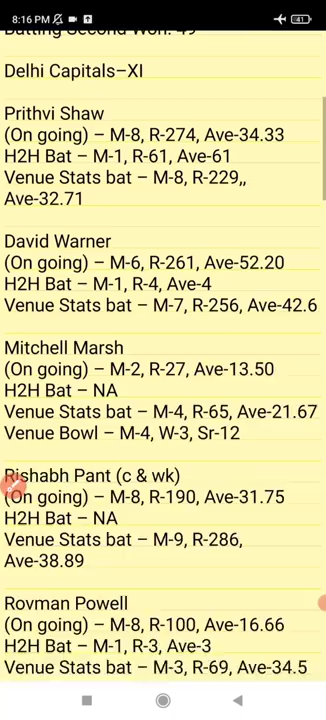 8:16 PM
41
Batting Second Won: 49
Delhi Capitals–XI
Prithvi Shaw
(On going) – M-8, R-274, Ave-34.33
H2H Bat – M-1, R-61, Ave-61
Venue Stats bat – M-8, R-229,,
Ave-32.71
David Warner
(On going) – M-6, R-261, Ave-52.20
H2H Bat – M-1, R-4, Ave-4
Venue Stats bat – M-7, R-256, Ave-42.6
Mitchell Marsh
(On going) – M-2, R-27, Ave-13.50
H2H Bat – NA
Venue Stats bat – M-4, R-65, Ave-21.67
Venue Bowl – M-4, W-3, Sr-12
Rishabh Pant (c & wk)
(On going) – M-8, R-190, Ave-31.75
H2H Bat – NA
Venue Stats bat – M-9, R-286,
Ave-38.89
Rovman Powell
(On going) – M-8, R-100, Ave-16.66
H2H Bat – M-1, R-3, Ave-3
Venue Stats bat – M-3, R-69, Ave-34.5